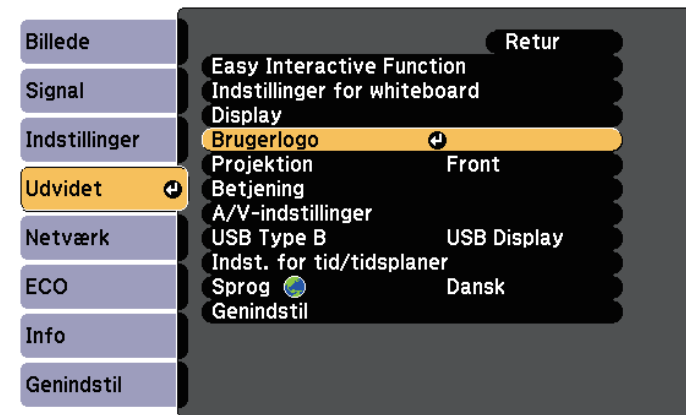 Billede
Signal
Indstillinger
Udvidet
Netværk
ECO
Info
Genindstil
Retur
Easy Interactive Function
Indstillinger for whiteboard
Display
Brugerlogo
Projektion Front
Betjening
A/V-indstillinger
USB Type B USB Display
Indst. for tid/tidsplaner
Sprog Dansk
Genindstil